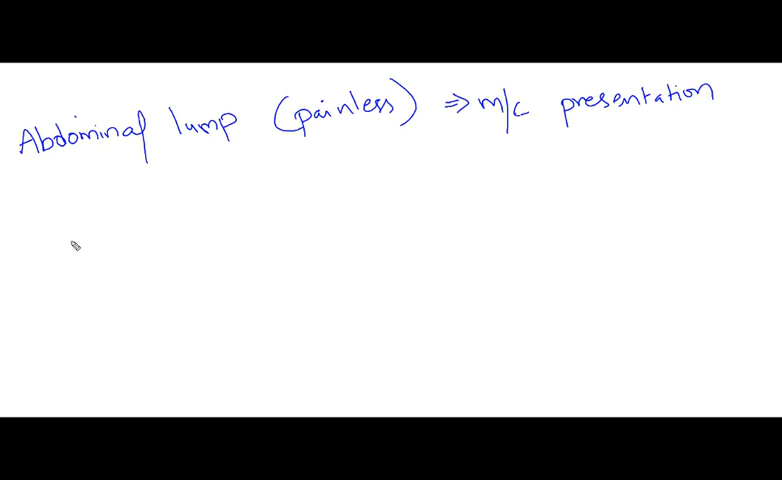 Abdominal lump (painless) ⇒ m/c presentation